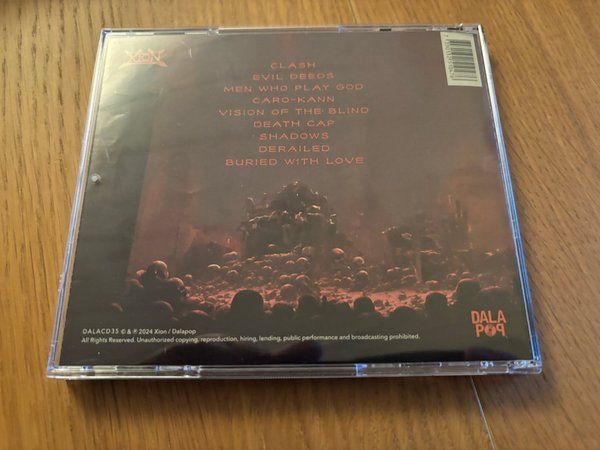 XION
CLASH
EVIL DEEDS
MEN WHO PLAY GOD
CARO-KANN
VISION OF THE BLIND
DEATH CAP
SHADOWS
DERAILED
BURIED WITH LOVE
DALACD35 © & ℗ 2024 Xion / Dalapop
All Rights Reserved. Unauthorized copying, reproduction, hiring, lending, public performance and broadcasting prohibited.
DALA
POP